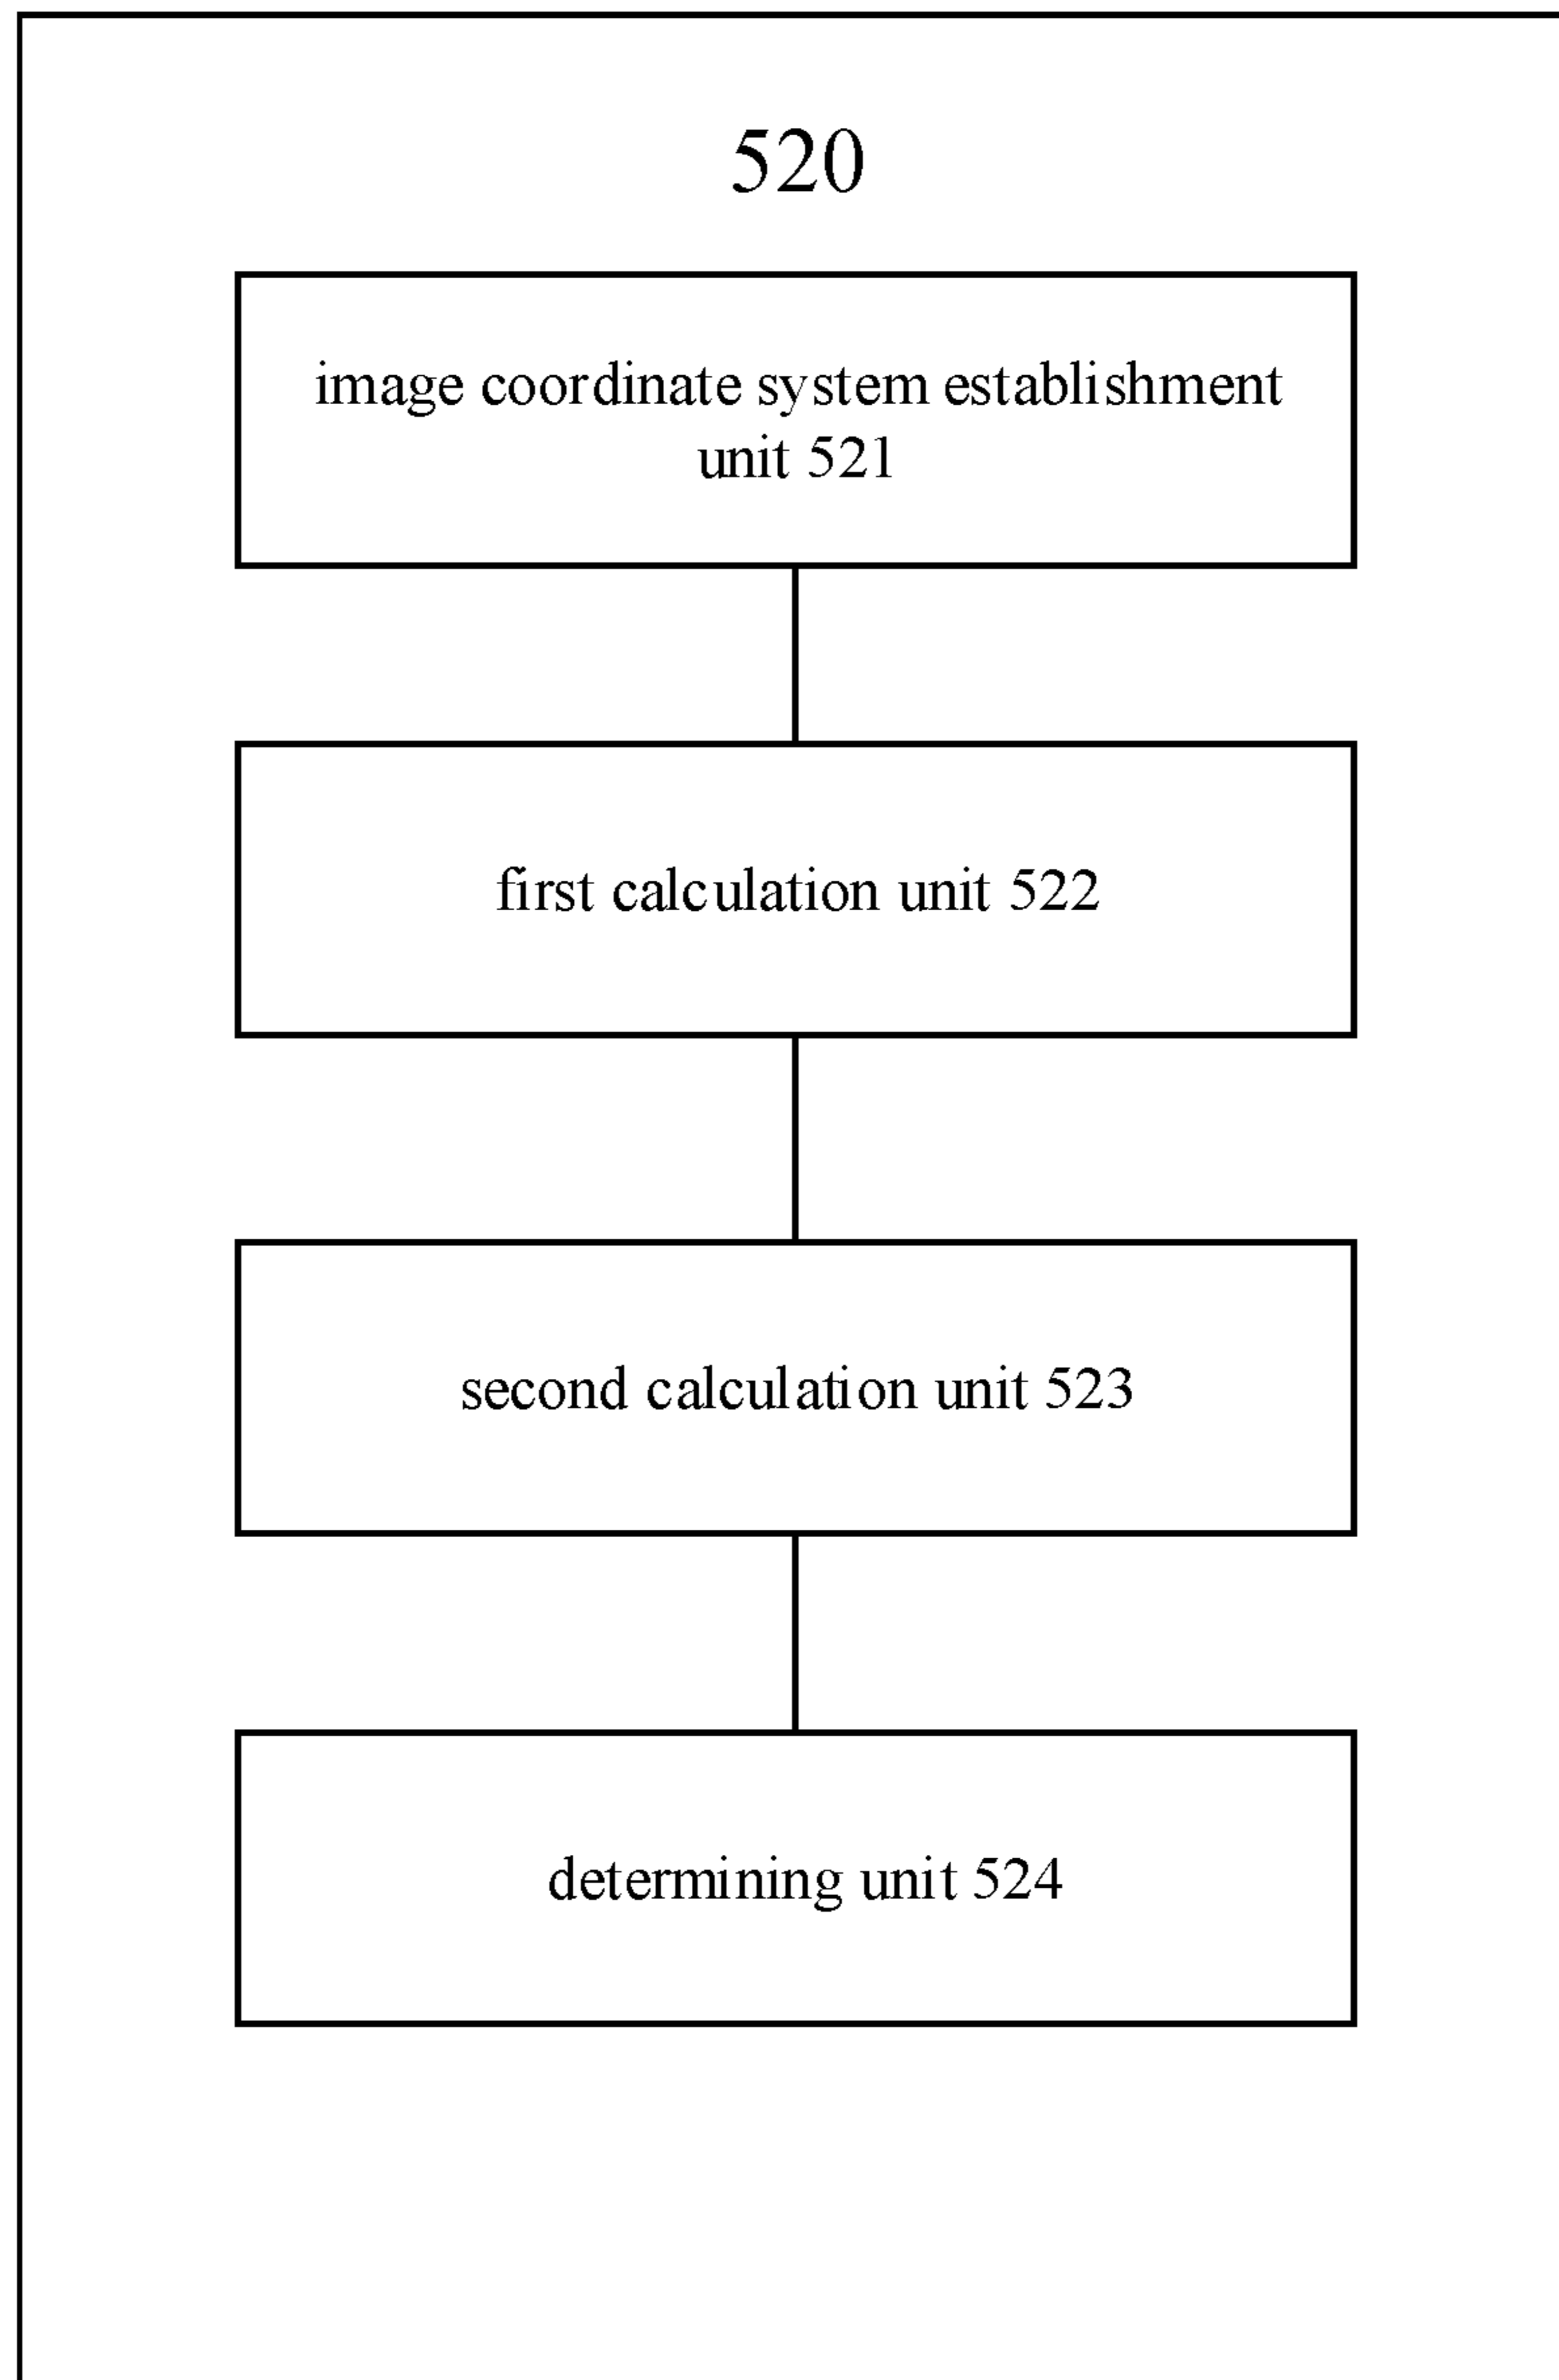 520
image coordinate system establishment
unit 521
first calculation unit 522
second calculation unit 523
determining unit 524